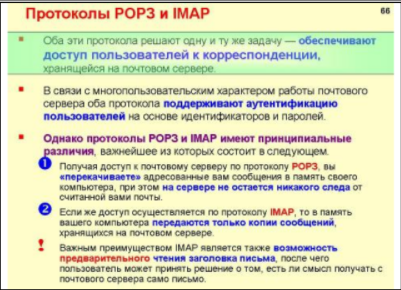 Протоколы POP3 и IMAP
66
Оба эти протокола решают одну и ту же задачу — обеспечивают
доступ пользователей к корреспонденции,
хранящейся на почтовом сервере.
В связи с многопользовательским характером работы почтового
сервера оба протокола поддерживают аутентификацию
пользователей на основе идентификаторов и паролей.
Однако протоколы POP3 и IMAP имеют принципиальные
различия, важнейшее из которых состоит в следующем.
1 Получая доступ к почтовому серверу по протоколу POP3, вы
«перекачиваете» адресованные вам сообщения в память своего
компьютера, при этом на сервере не остается никакого следа от
считанной вами почты.
2 Если же доступ осуществляется по протоколу IMAP, то в память
вашего компьютера передаются только копии сообщений,
хранящихся на почтовом сервере.
! Важным преимуществом IMAP является также возможность
предварительного чтения заголовка письма, после чего
пользователь может принять решение о том, есть ли смысл получать с
почтового сервера само письмо.